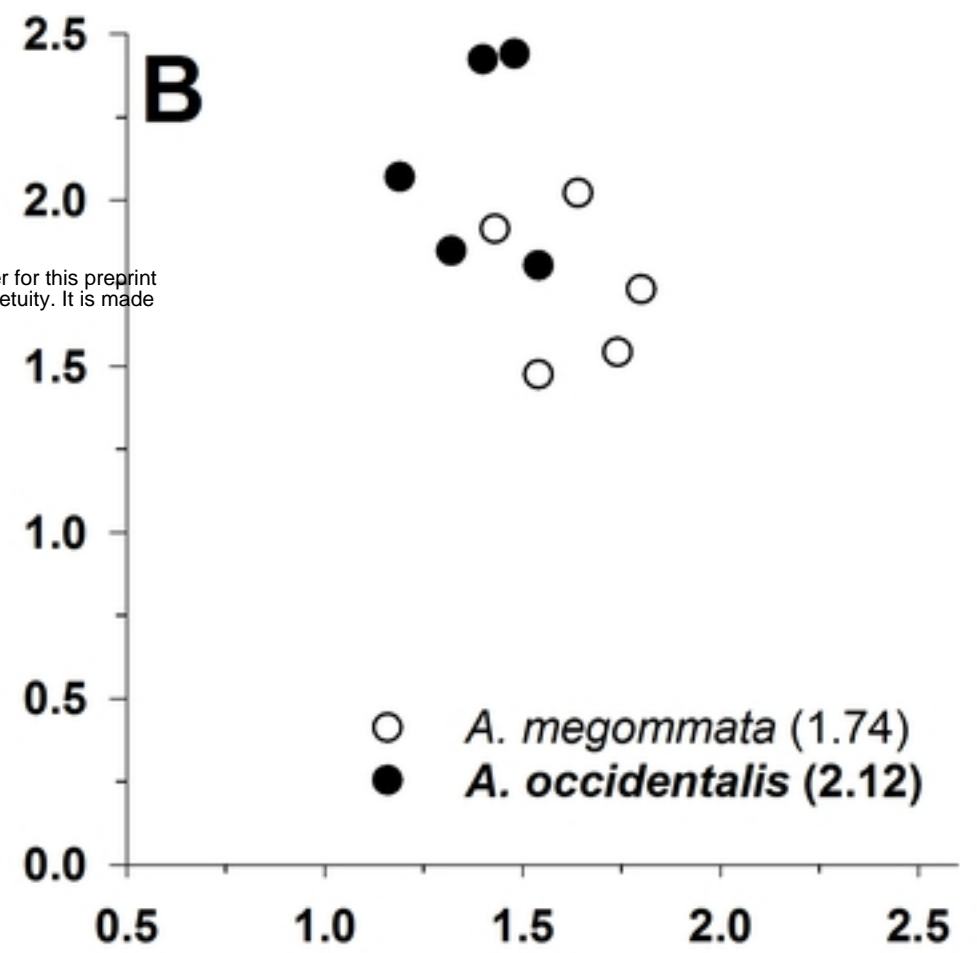 2.5
B
2.0
r for this preprint
etuity. It is made
1.5
1.0
0.5
A. megommata (1.74)
A. occidentalis (2.12)
0.0
0.5 1.0 1.5 2.0 2.5